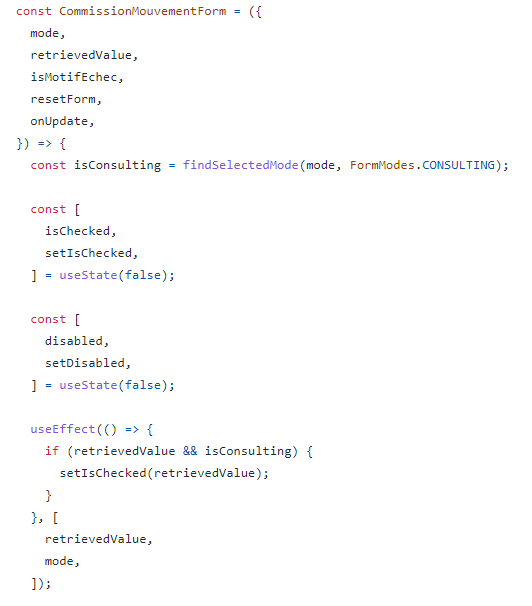 const CommissionMouvementForm = ({
  mode,
  retrievedValue,
  isMotifEchec,
  resetForm,
  onUpdate,
}) => {
  const isConsulting = findSelectedMode(mode, FormModes.CONSULTING);

  const [
    isChecked,
    setIsChecked,
  ] = useState(false);

  const [
    disabled,
    setDisabled,
  ] = useState(false);

  useEffect(() => {
    if (retrievedValue && isConsulting) {
      setIsChecked(retrievedValue);
    }
  }, [
    retrievedValue,
    mode,
  ]);